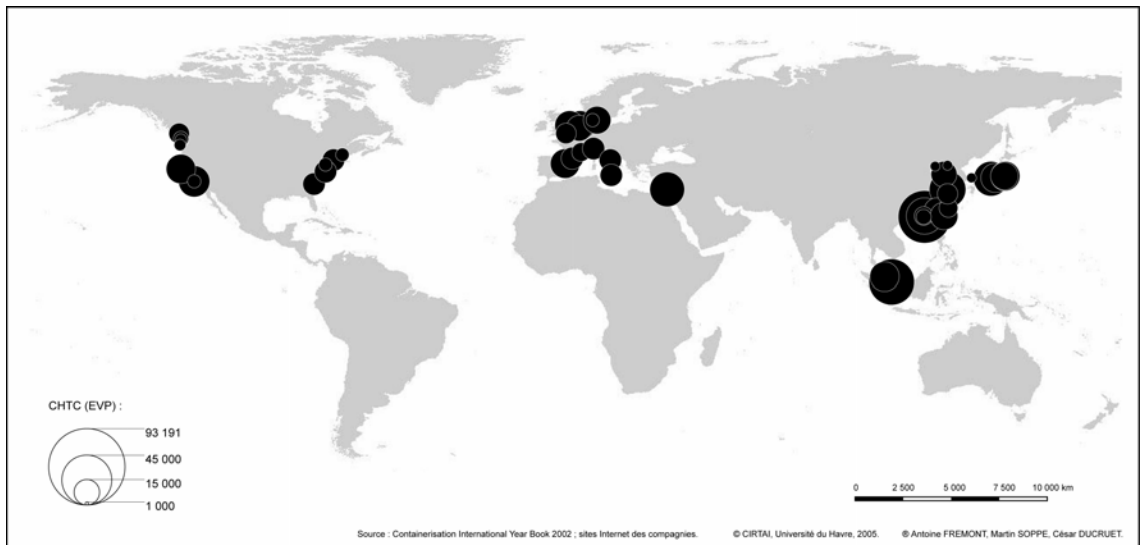 CHTC (EVP) :
93 191
45 000
15 000
1 000
0 2 500 5 000 7 500 10 000 km
Source : Containerisation International Year Book 2002 ; sites Internet des compagnies. © CIRTAI, Université du Havre, 2005. ® Antoine FREMONT, Martin SOPPE, César DUCRUET.